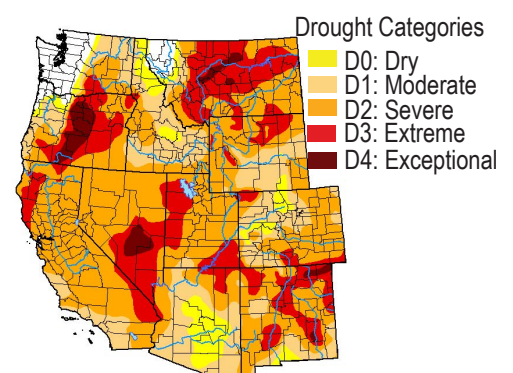 Drought Categories
D0: Dry
D1: Moderate
D2: Severe
D3: Extreme
D4: Exceptional